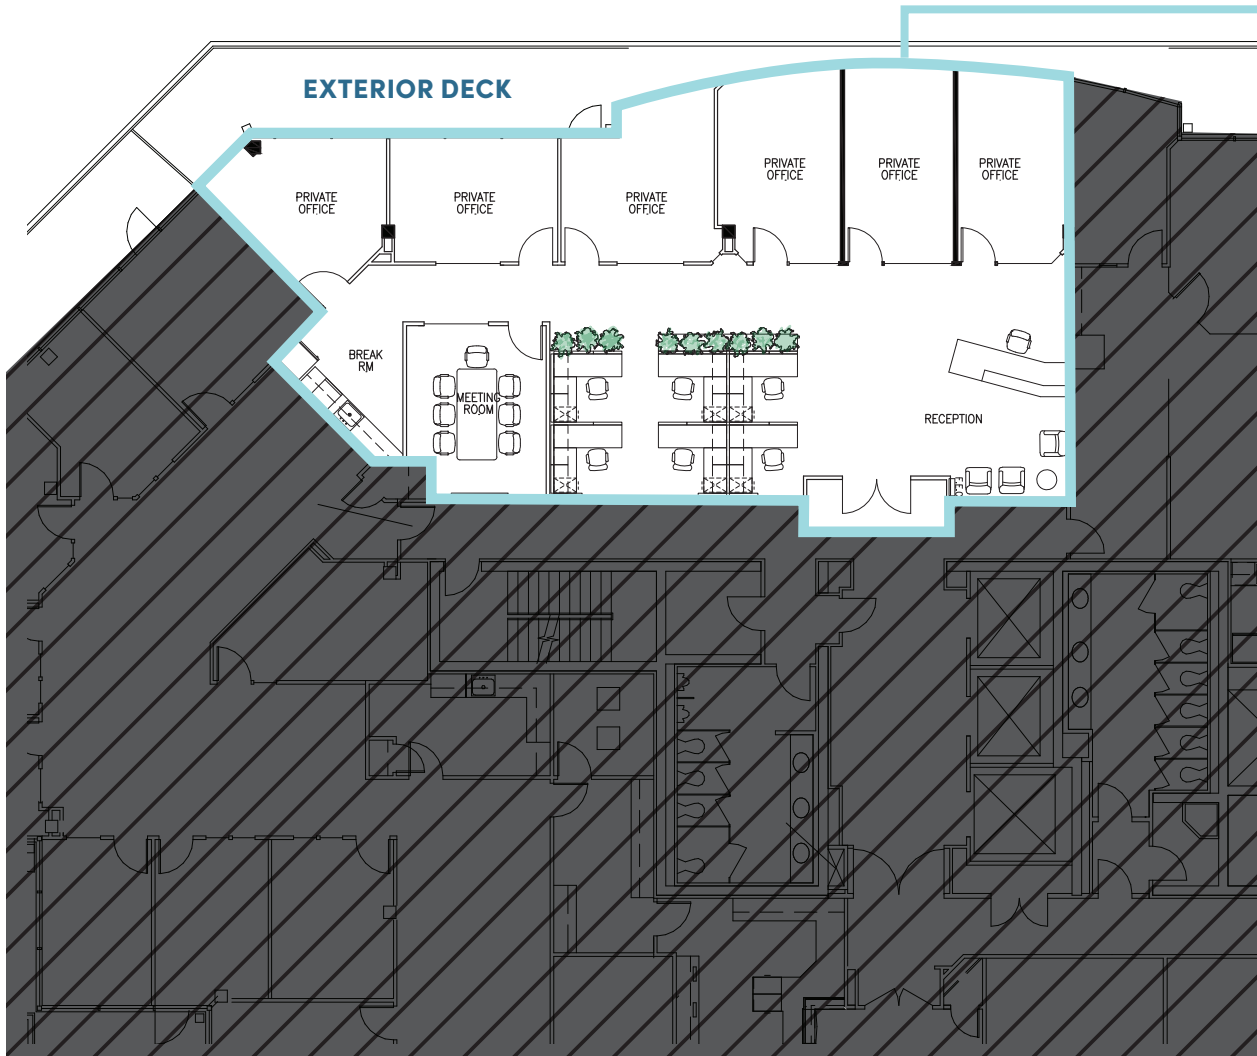 EXTERIOR DECK
PRIVATE
OFFICE
PRIVATE
OFFICE
PRIVATE
OFFICE
PRIVATE
OFFICE
PRIVATE
OFFICE
PRIVATE
OFFICE
BREAK
RM
MEETING
ROOM
RECEPTION